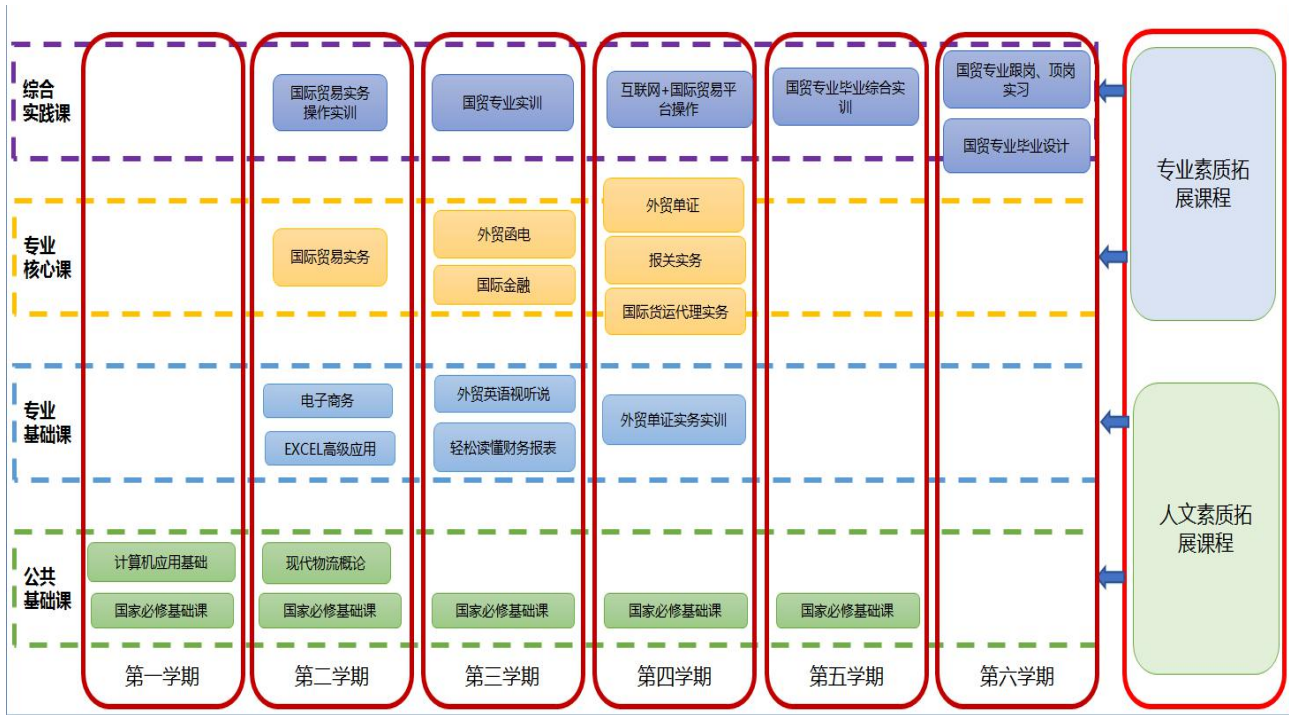 综合
实践课
国际贸易实务
操作实训
国贸专业实训
互联网+国际贸易平
台操作
国贸专业毕业综合实
训
国贸专业跟岗、顶岗
实习
国贸专业毕业设计
专业
核心课
国际贸易实务
外贸函电
国际金融
外贸单证
报关实务
国际货运代理实务
专业
基础课
电子商务
EXCEL高级应用
外贸英语视听说
轻松读懂财务报表
外贸单证实务实训
公共
基础课
计算机应用基础
现代物流概论
国家必修基础课
国家必修基础课
国家必修基础课
国家必修基础课
国家必修基础课
第一学期
第二学期
第三学期
第四学期
第五学期
第六学期
专业素质拓
展课程
人文素质拓
展课程